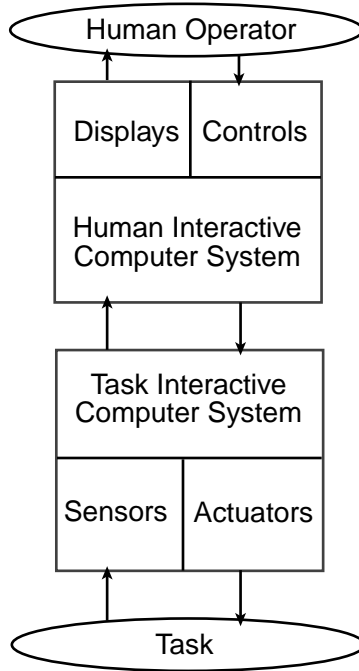 Human Operator
Displays
Controls
Human Interactive
Computer System
Task Interactive
Computer System
Sensors
Actuators
Task